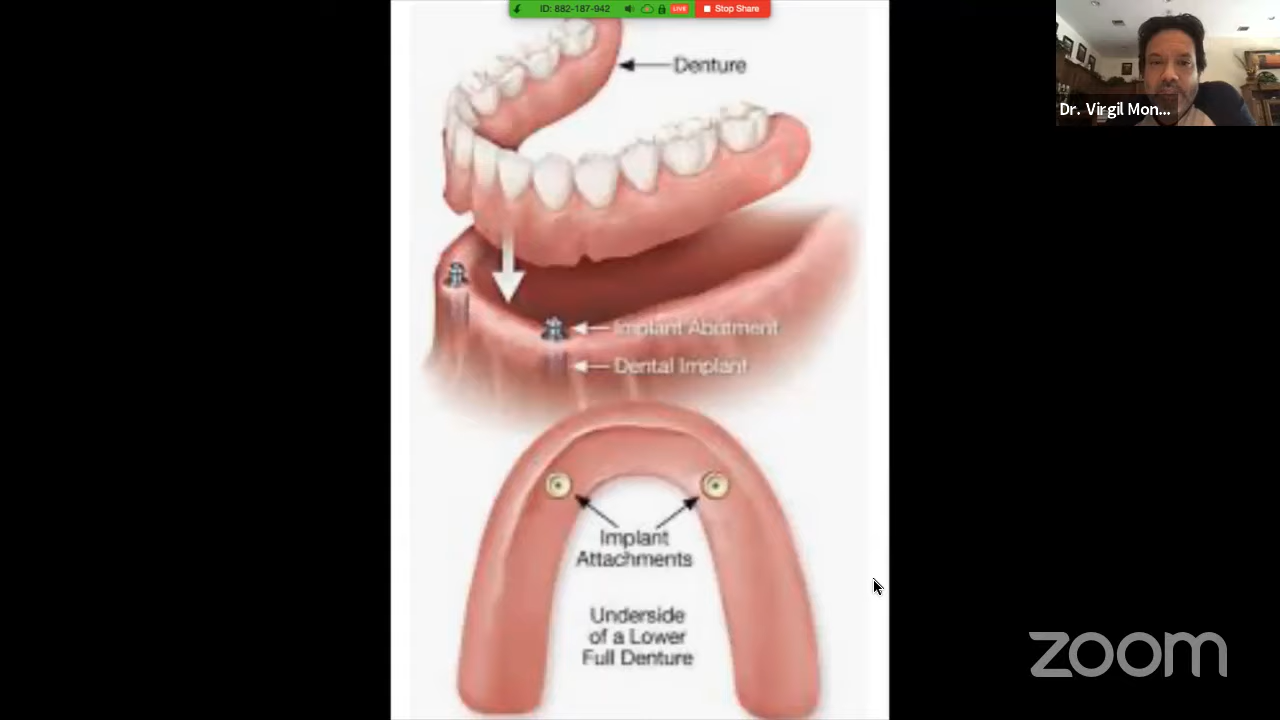 ID: 882-187-942
LIVE
Stop Share
Dr. Virgil Mon...
Denture
Implant Abutment
Dental Implant
Implant
Attachments
Underside
of a Lower
Full Denture
zoom